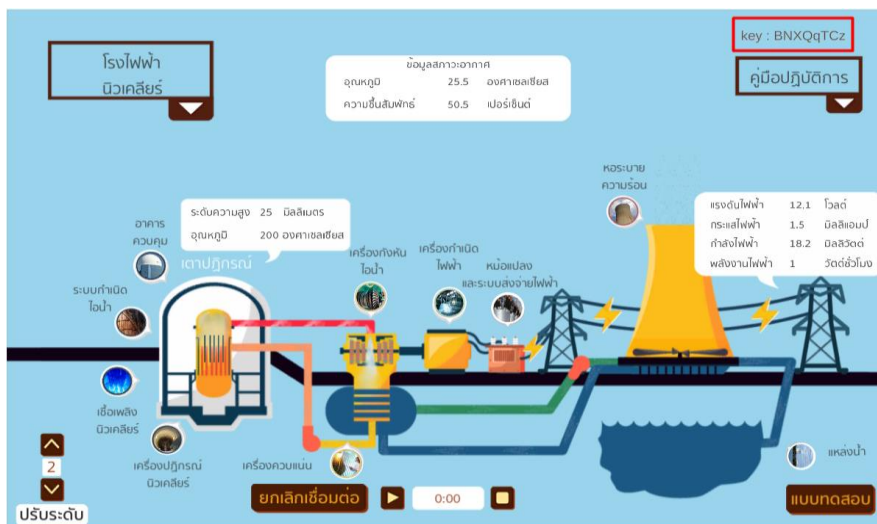 โรงไฟฟ้า
นิวเคลียร์
ข้อมูลสภาวะอากาศ
อุณหภูมิ 25.5 องศาเซลเซียส
ความชื้นสัมพัทธ์ 50.5 เปอร์เซ็นต์
key : BNXQqTCz
คู่มือปฏิบัติการ
หอระบาย
ความร้อน
แรงดันไฟฟ้า 12.1 โวลต์
กระแสไฟฟ้า 1.5 มิลลิแอมป์
กำลังไฟฟ้า 18.2 มิลลิวัตต์
พลังงานไฟฟ้า 1 วัตต์ชั่วโมง
ระดับความสูง 25 มิลลิเมตร
อุณหภูมิ 200 องศาเซลเซียส
อาคาร
ควบคุม
เตาปฏิกรณ์
ระบบกำเนิด
ไอน้ำ
เครื่องกังหัน
ไอน้ำ
เครื่องกำเนิด
ไฟฟ้า
หม้อแปลง
และระบบส่งจ่ายไฟฟ้า
เชื้อเพลิง
นิวเคลียร์
เครื่องปฏิกรณ์
นิวเคลียร์
เครื่องควบแน่น
แหล่งน้ำ
2
ปรับระดับ
ยกเลิกเชื่อมต่อ
0:00
แบบทดสอบ